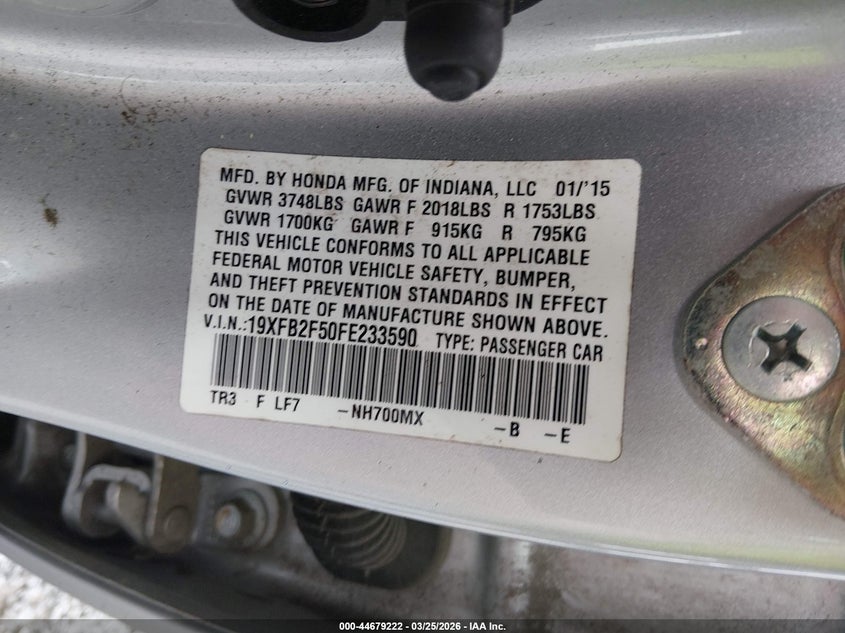 MFD. BY HONDA MFG. OF INDIANA, LLC 01/'15
GVWR 3748LBS GAWR F 2018LBS R 1753LBS
GVWR 1700KG GAWR F 915KG R 795KG
THIS VEHICLE CONFORMS TO ALL APPLICABLE
FEDERAL MOTOR VEHICLE SAFETY, BUMPER,
AND THEFT PREVENTION STANDARDS IN EFFECT
ON THE DATE OF MANUFACTURE SHOWN ABOVE.
V.I.N.:19XFB2F50FE233590 TYPE: PASSENGER CAR
TR3 F LF7 -NH700MX -B -E
000-44679222 - 03/25/2026 - IAA Inc.